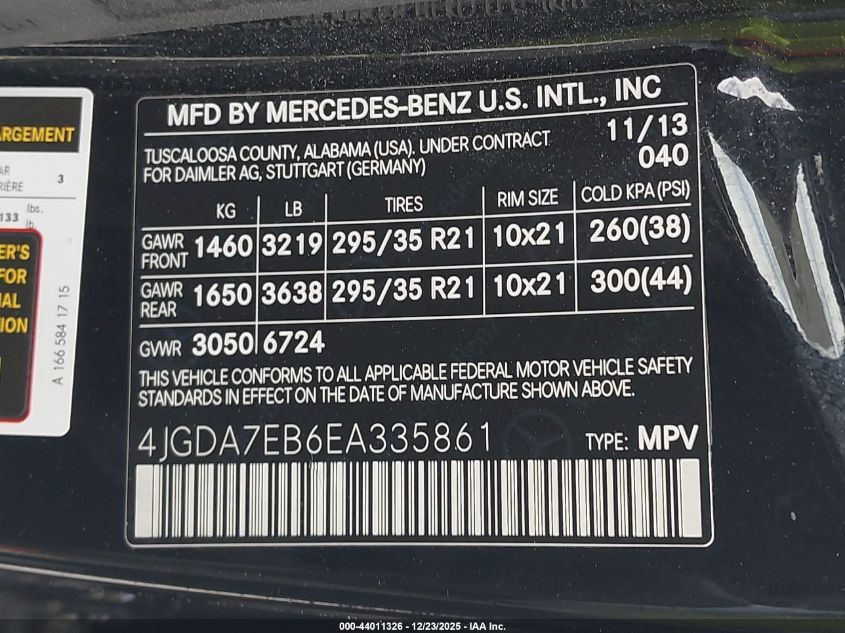 MFD BY MERCEDES-BENZ U.S. INTL., INC
TUSCALOOSA COUNTY, ALABAMA (USA). UNDER CONTRACT
FOR DAIMLER AG, STUTTGART (GERMANY)
11/13
040
KG LB TIRES RIM SIZE COLD KPA(PSI)
GAWR FRONT 1460 3219 295/35 R21 10x21 260(38)
GAWR REAR 1650 3638 295/35 R21 10x21 300(44)
GVWR 3050 6724
THIS VEHICLE CONFORMS TO ALL APPLICABLE FEDERAL MOTOR VEHICLE SAFETY
STANDARDS IN EFFECT ON THE DATE OF MANUFACTURE SHOWN ABOVE.
4JGDA7EB6EA335861 TYPE: MPV
ARGEMENT
AR
RIÈRE 3
133 lbs.
lb.
ER'S
FOR
NAL
TION
A 166 584 17 15
000-44011326 - 12/23/2025 - IAA Inc.